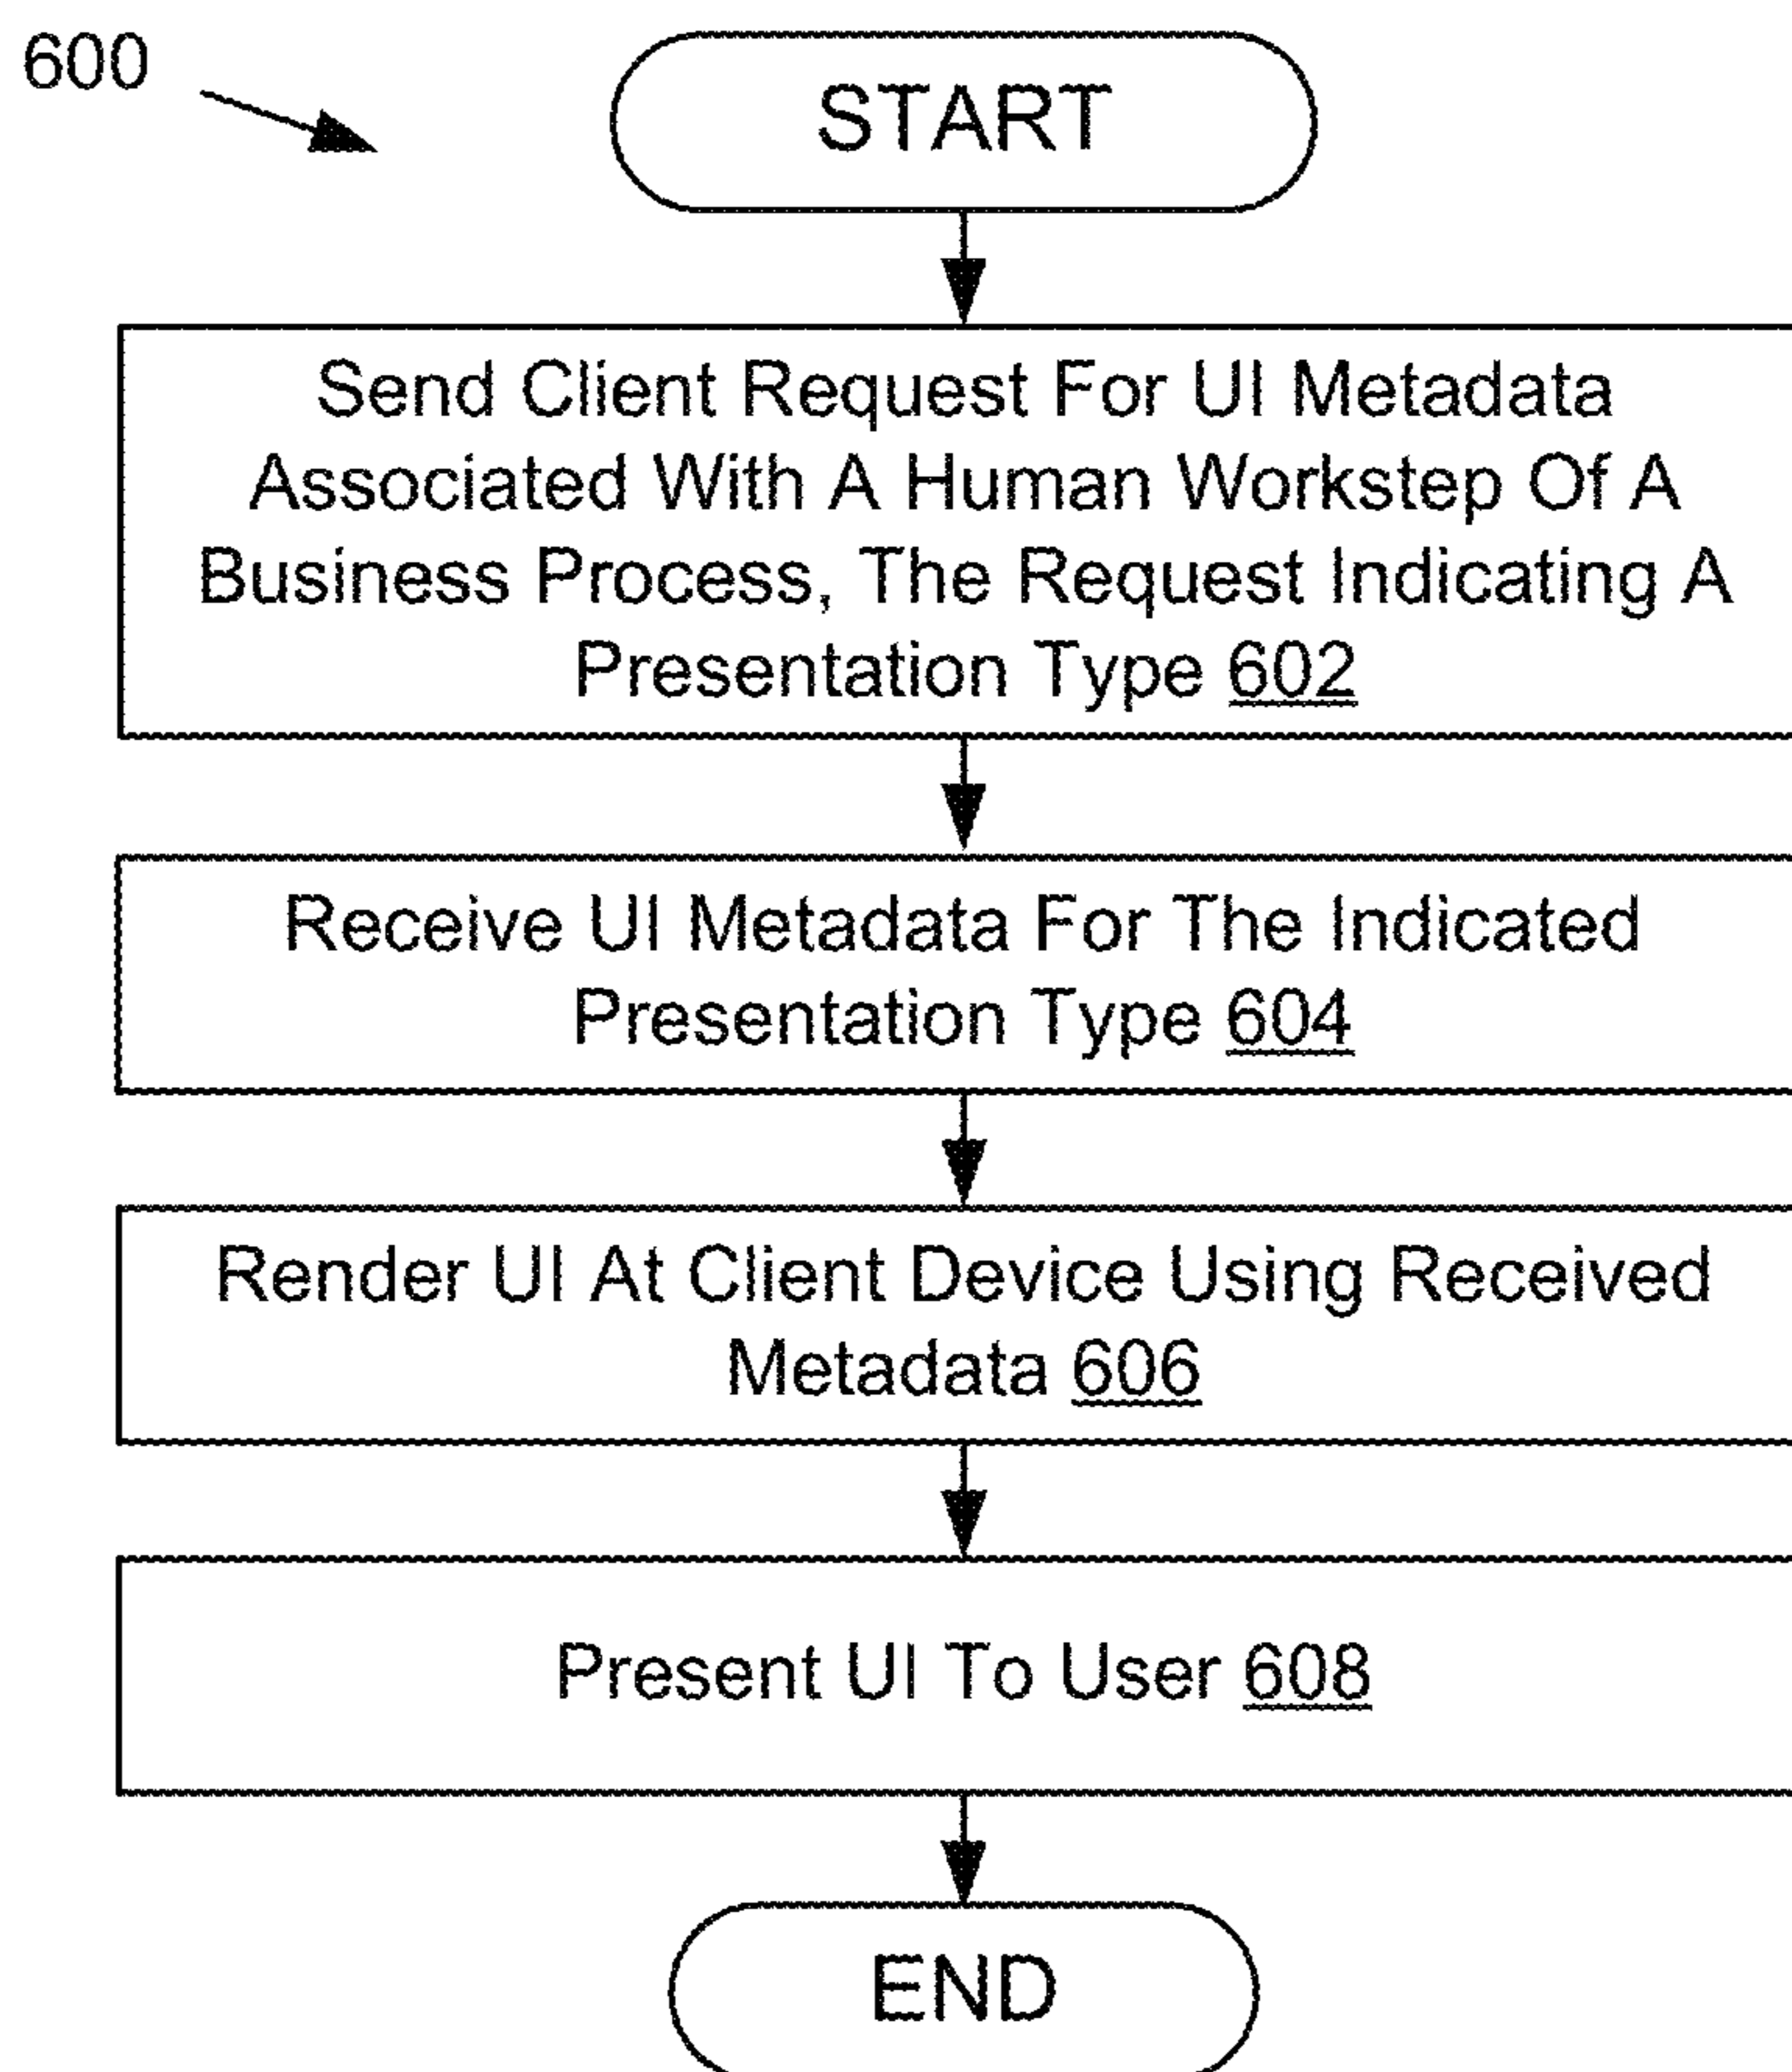 600
START
Send Client Request For UI Metadata
Associated With A Human Workstep Of A
Business Process, The Request Indicating A
Presentation Type 602
Receive UI Metadata For The Indicated
Presentation Type 604
Render UI At Client Device Using Received
Metadata 606
Present UI To User 608
END